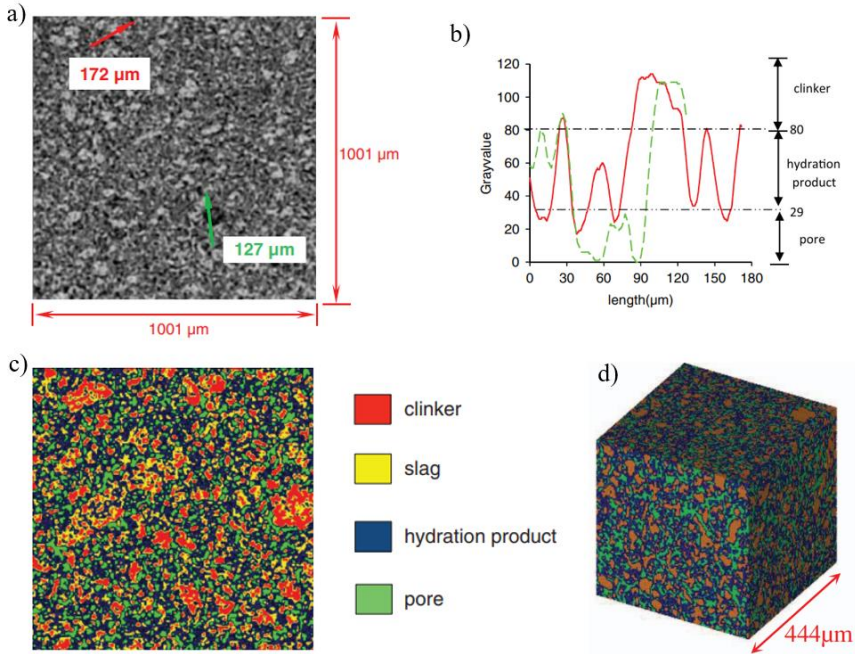 a)
172 μm
127 μm
1001 μm
1001 μm
b)
120
100
80
60
40
20
0
Grayvalue
0 30 60 90 120 150 180
length(μm)
clinker
80
hydration
product
29
pore
c)
clinker
slag
hydration product
pore
d)
444μm